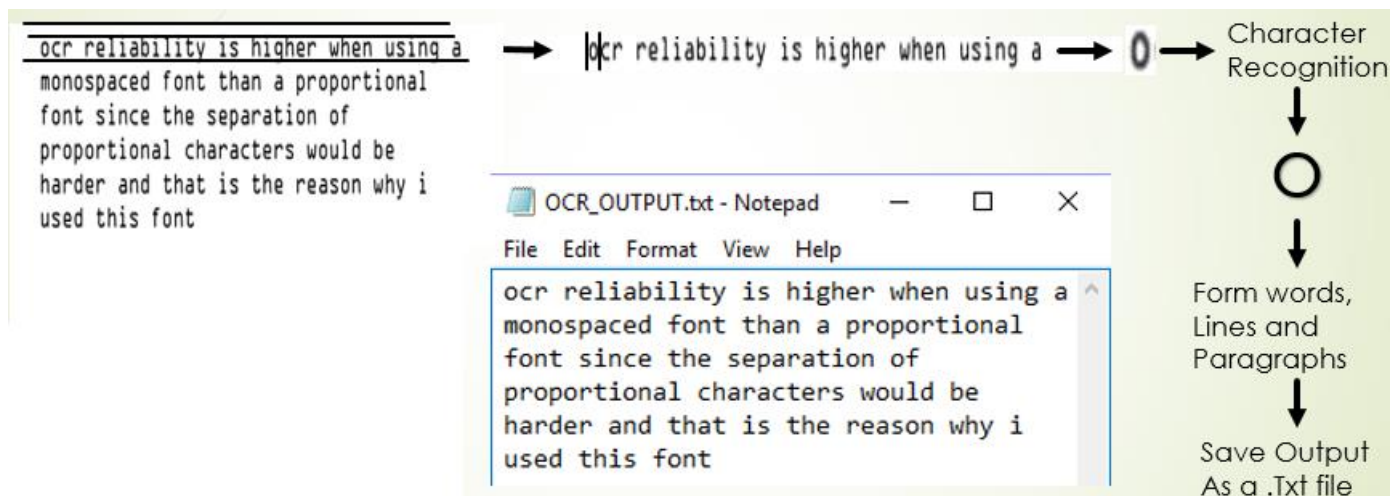 ocr reliability is higher when using a
monospaced font than a proportional
font since the separation of
proportional characters would be
harder and that is the reason why i
used this font
ocr reliability is higher when using a
o
Character
Recognition
O
Form words,
Lines and
Paragraphs
Save Output
As a .Txt file
OCR_OUTPUT.txt - Notepad
File Edit Format View Help
ocr reliability is higher when using a
monospaced font than a proportional
font since the separation of
proportional characters would be
harder and that is the reason why i
used this font